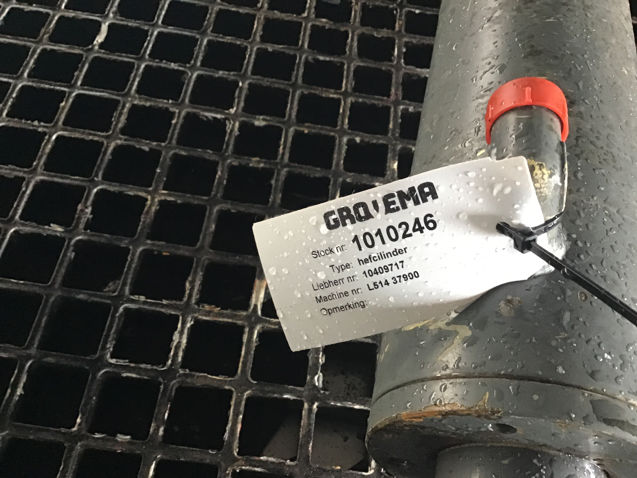 GROVEMA
Stock nr: 1010246
Type: hefcilinder
Liebherr nr: 10409717
Machine nr: L514 37900
Opmerking: